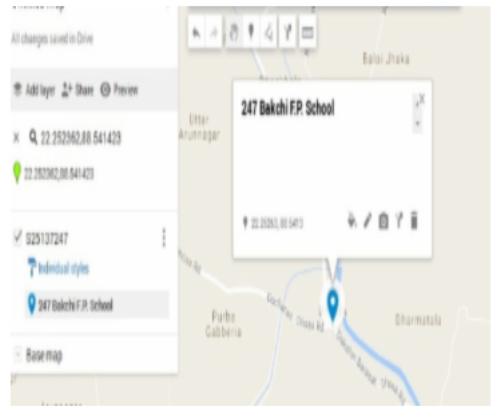 All changes saved in Drive
Add layer
Share
Preview
22.252362,88.541423
22.252362,88.541423
S25137247
Individual styles
247 Bakchi F.P. School
Base map
Baloi Jhaka
Uttar
Arunnagar
247 Bakchi F.P. School
Purba
Gabberia
Dharmatala